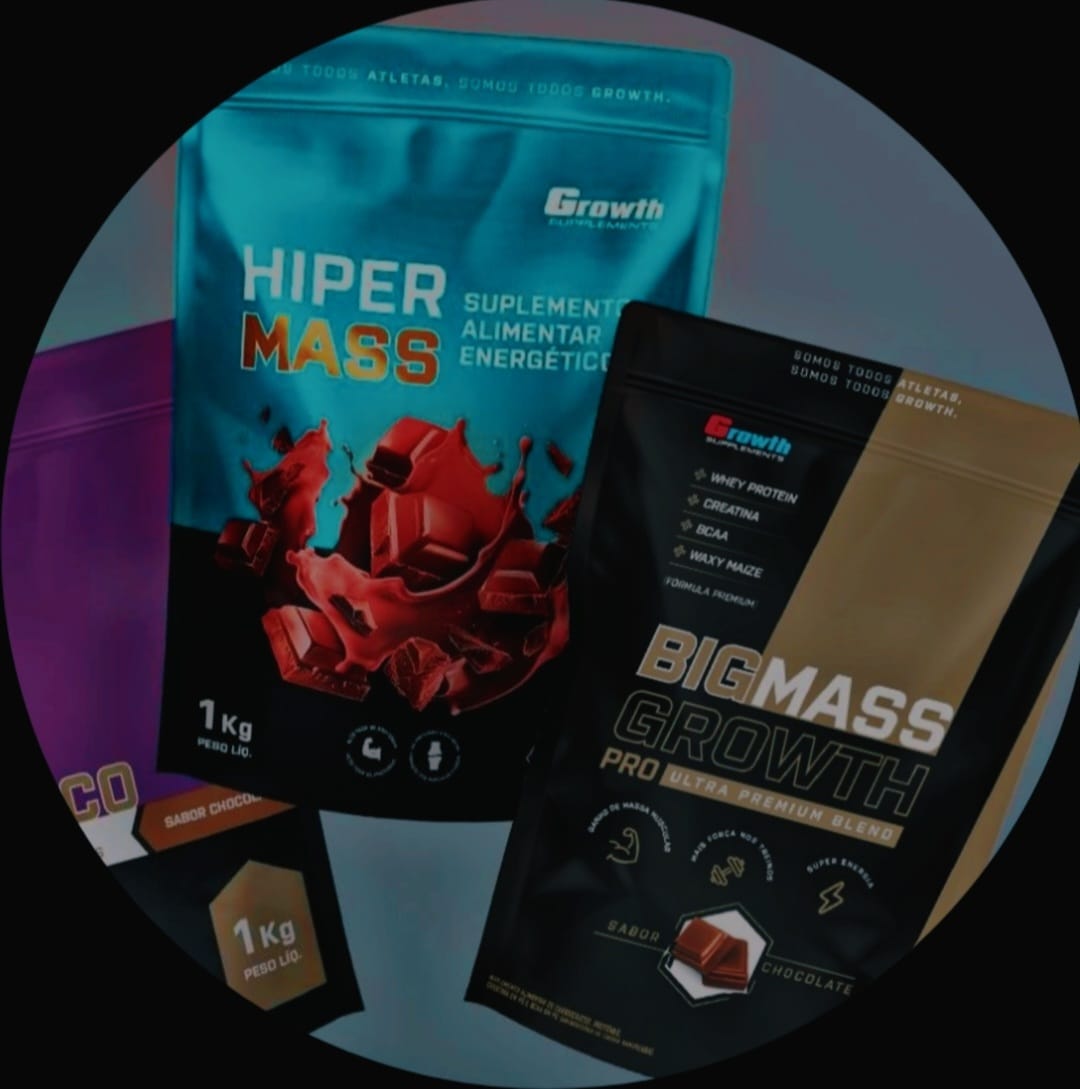 TODOS ATLETAS, SOMOS TODOS GROWTH.
Growth
SUPPLEMENTS
HIPER
MASS
SUPLEMENTO
ALIMENTAR
ENERGÉTICO
1 Kg
PESO LÍQ.
SOMOS TODOS ATLETAS,
SOMOS TODOS GROWTH.
Growth
SUPPLEMENTS
WHEY PROTEIN
CREATINA
BCAA
WAXY MAIZE
(FÓRMULA PREMIUM)
BIGMASS
GROWTH
PRO ULTRA PREMIUM BLEND
GANHO DE MASSA MUSCULAR
MAIS FORÇA NOS TREINOS
SUPER ENERGIA
SABOR CHOCOLATE
CO
SABOR CHOCOL
1 Kg
PESO LÍQ.